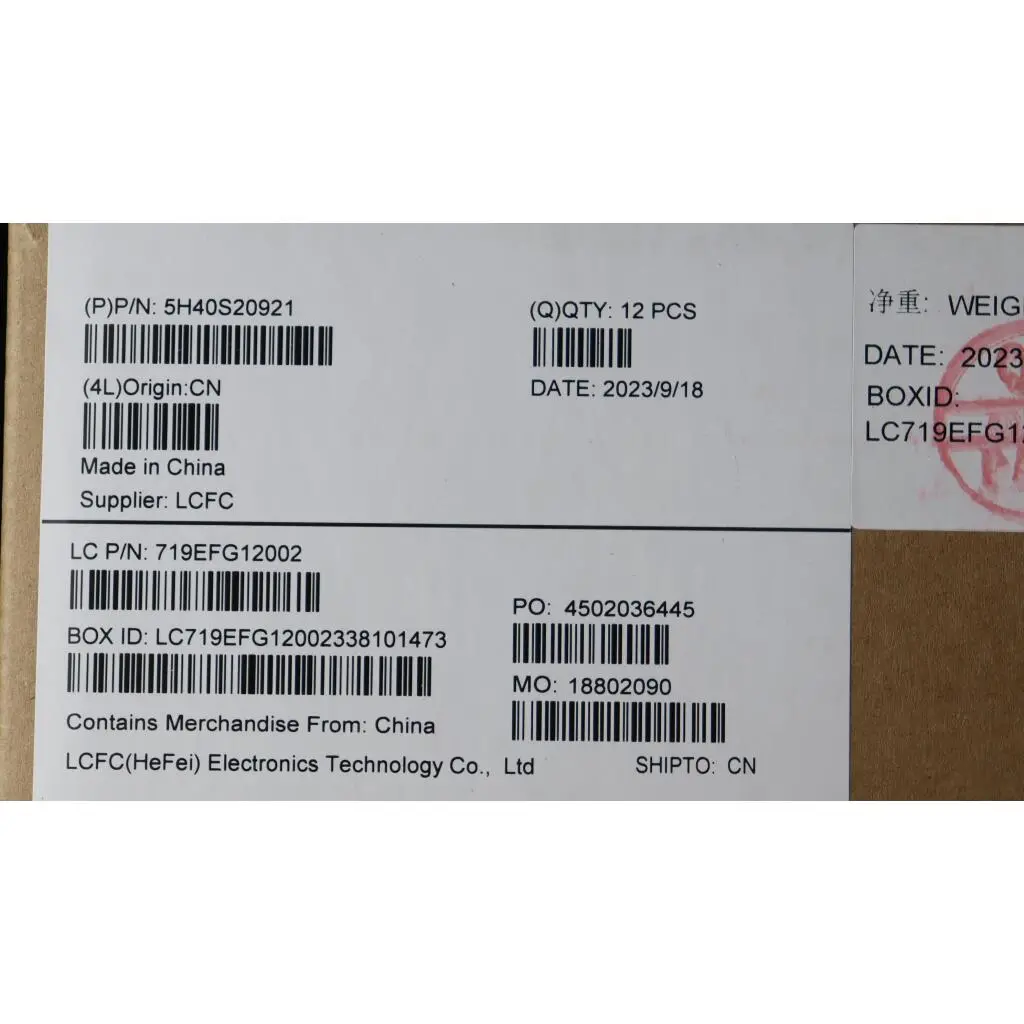 (P)P/N: 5H40S20921
(Q)QTY: 12 PCS
(4L)Origin:CN
DATE: 2023/9/18
Made in China
Supplier: LCFC
LC P/N: 719EFG12002
PO: 4502036445
BOX ID: LC719EFG12002338101473
MO: 18802090
Contains Merchandise From: China
LCFC(HeFei) Electronics Technology Co., Ltd
SHIPTO: CN
净重: WEIG
DATE: 2023
BOXID:
LC719EFG12